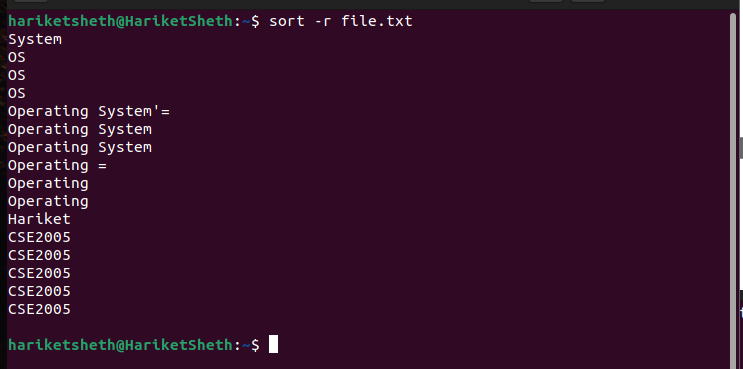 hariketsheth@HariketSheth:~$ sort -r file.txt
System
OS
OS
OS
Operating System'=
Operating System
Operating System
Operating =
Operating
Operating
Hariket
CSE2005
CSE2005
CSE2005
CSE2005
CSE2005
hariketsheth@HariketSheth:~$